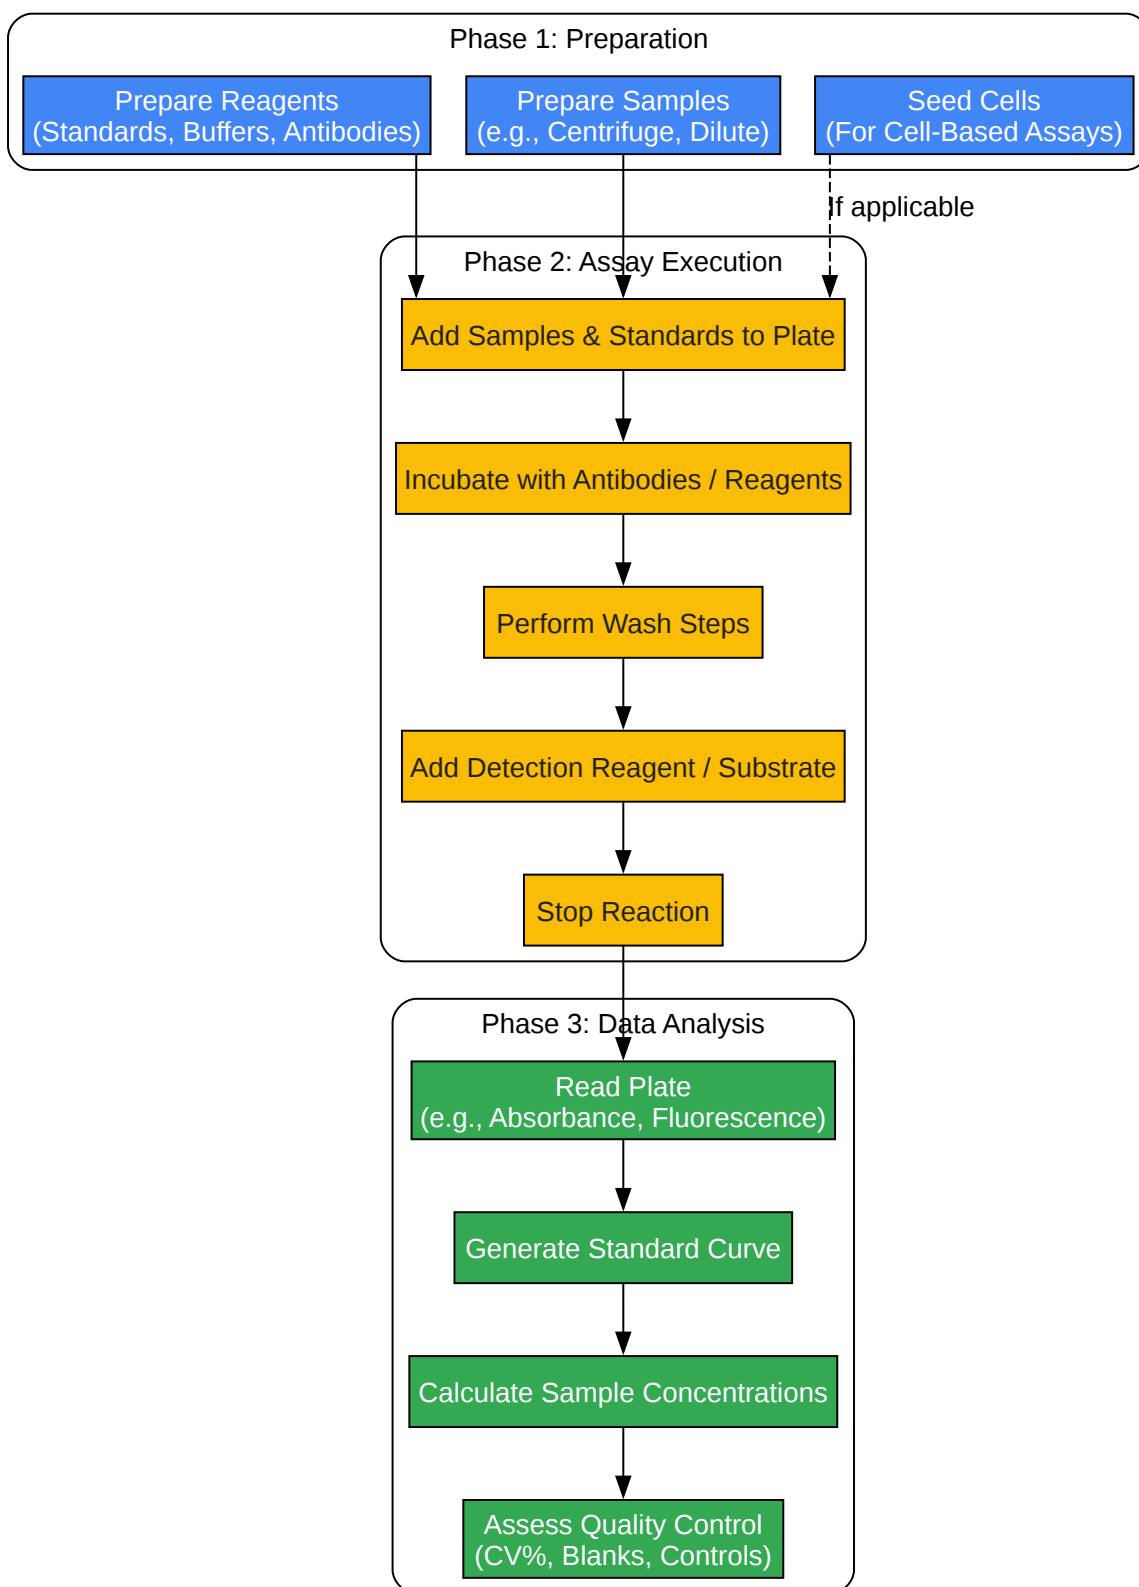 Phase 1: Preparation
Prepare Reagents
(Standards, Buffers, Antibodies)
Prepare Samples
(e.g., Centrifuge, Dilute)
Seed Cells
(For Cell-Based Assays)
If applicable
Phase 2: Assay Execution
Add Samples & Standards to Plate
Incubate with Antibodies / Reagents
Perform Wash Steps
Add Detection Reagent / Substrate
Stop Reaction
Phase 3: Data Analysis
Read Plate
(e.g., Absorbance, Fluorescence)
Generate Standard Curve
Calculate Sample Concentrations
Assess Quality Control
(CV%, Blanks, Controls)